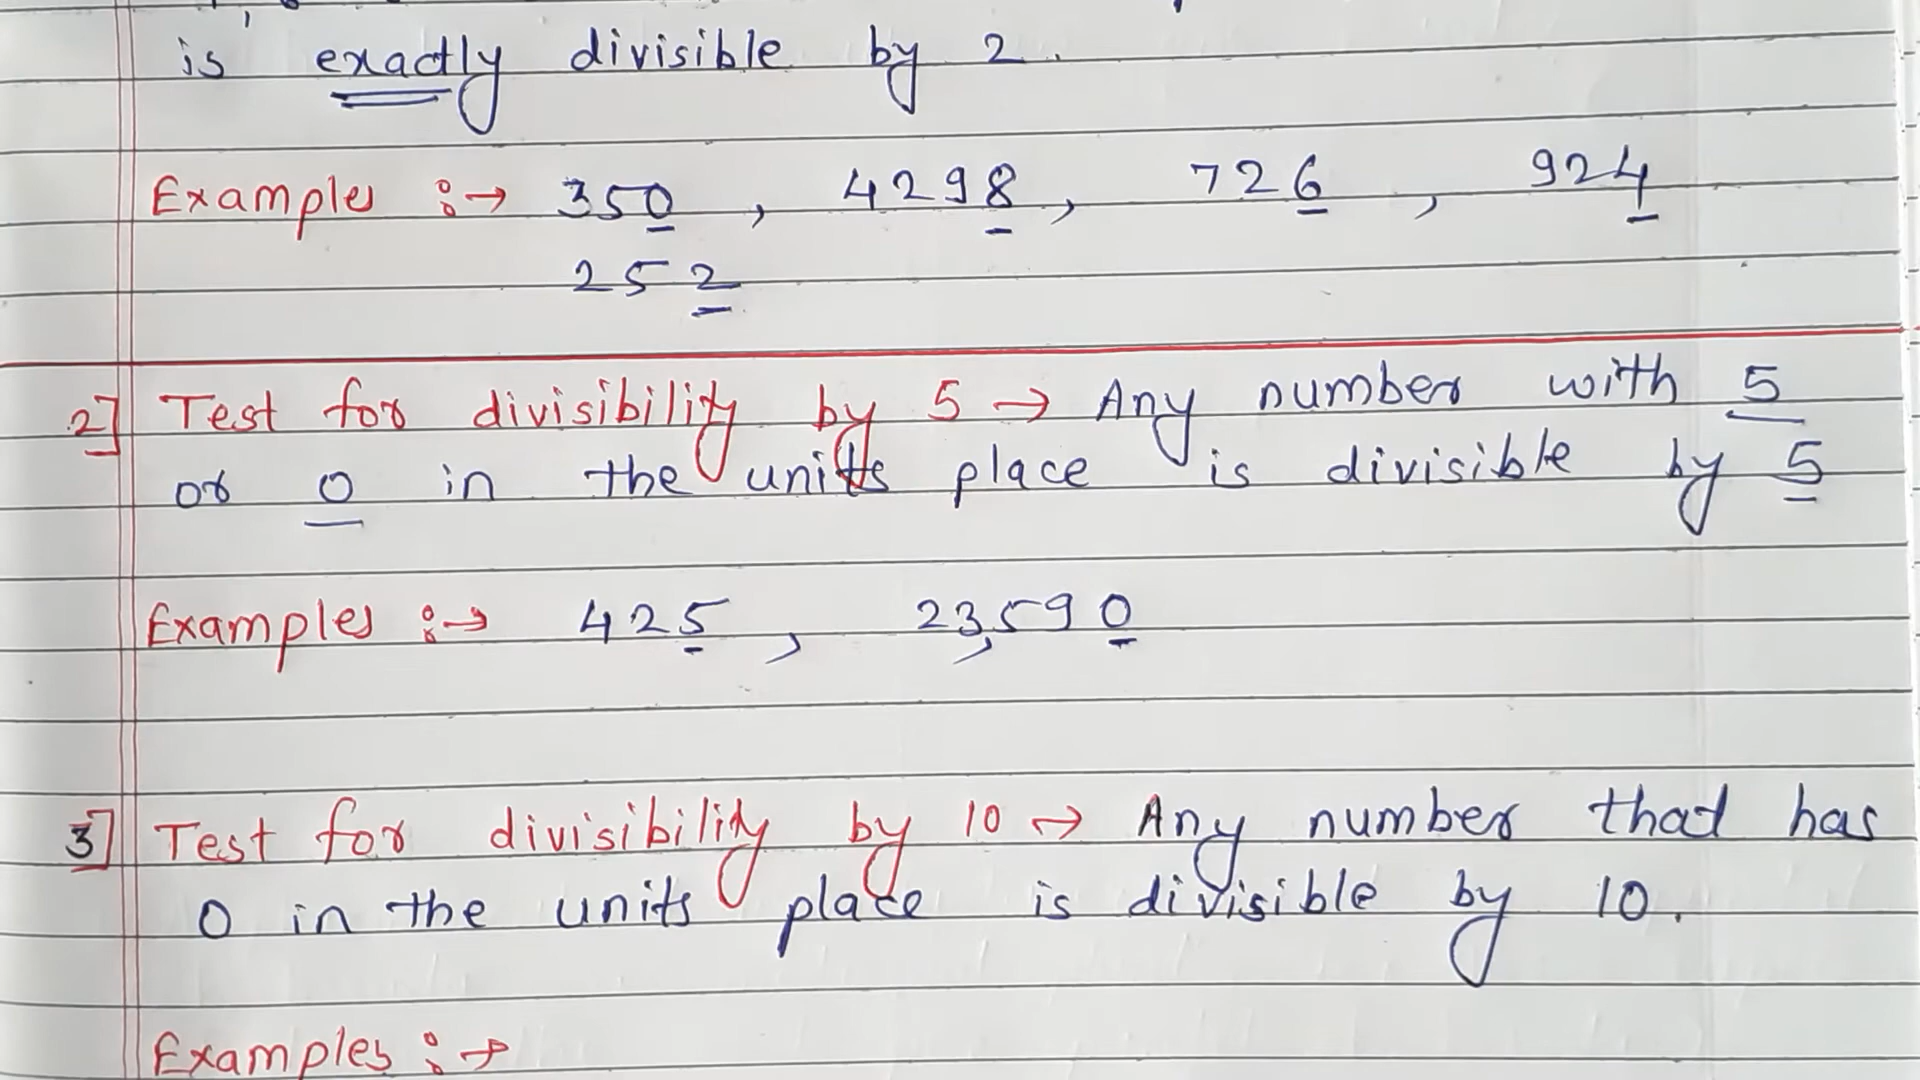 is exactly divisible by 2.
Examples :→ 350 , 4298 , 726 , 924
252
2] Test for divisibility by 5 → Any number with 5
or 0 in the units place is divisible by 5
Examples :→ 425 , 23,590
3] Test for divisibility by 10 → Any number that has
0 in the units place is divisible by 10.
Examples :→